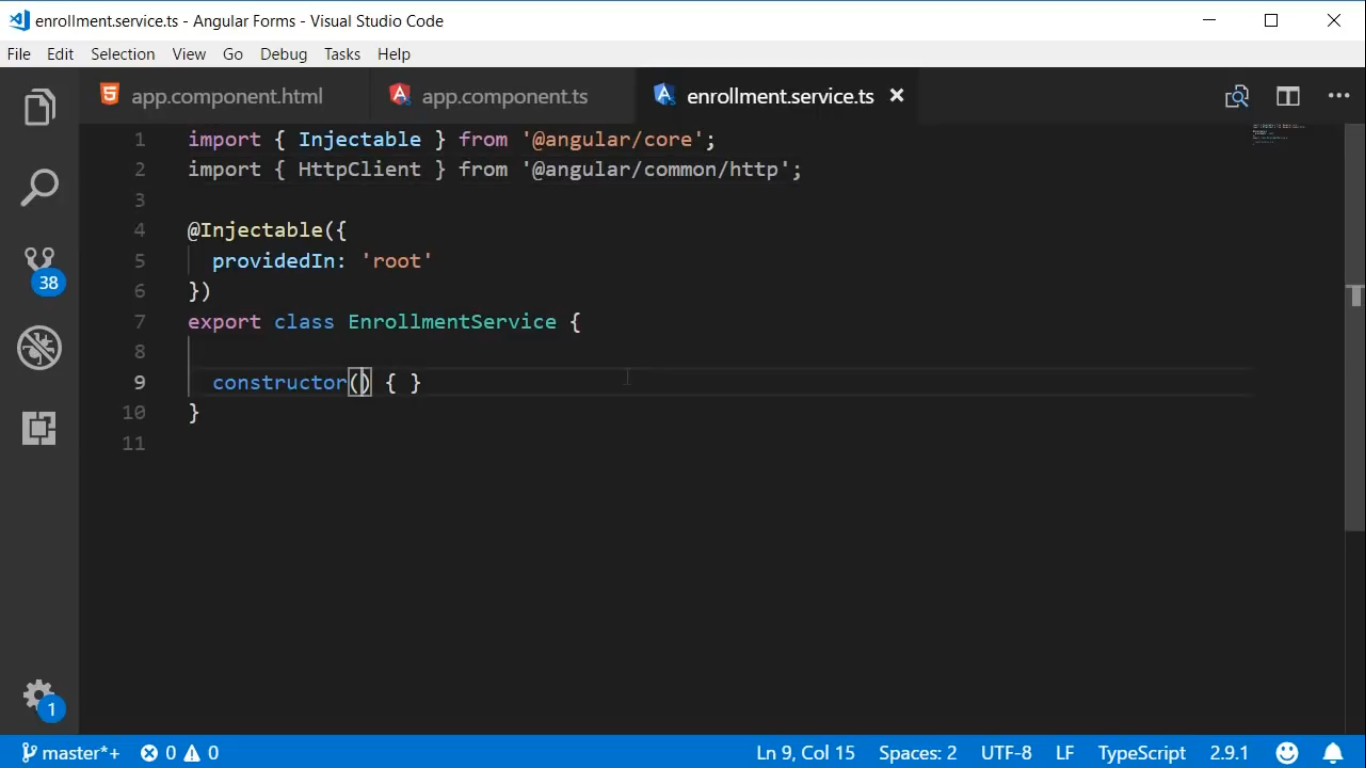 enrollment.service.ts - Angular Forms - Visual Studio Code
File Edit Selection View Go Debug Tasks Help
app.component.html app.component.ts enrollment.service.ts
1 import { Injectable } from '@angular/core';
2 import { HttpClient } from '@angular/common/http';
3
4 @Injectable({
5 providedIn: 'root'
6 })
7 export class EnrollmentService {
8
9 constructor() { }
10 }
11
38
1
master*+ 0 0 Ln 9, Col 15 Spaces: 2 UTF-8 LF TypeScript 2.9.1